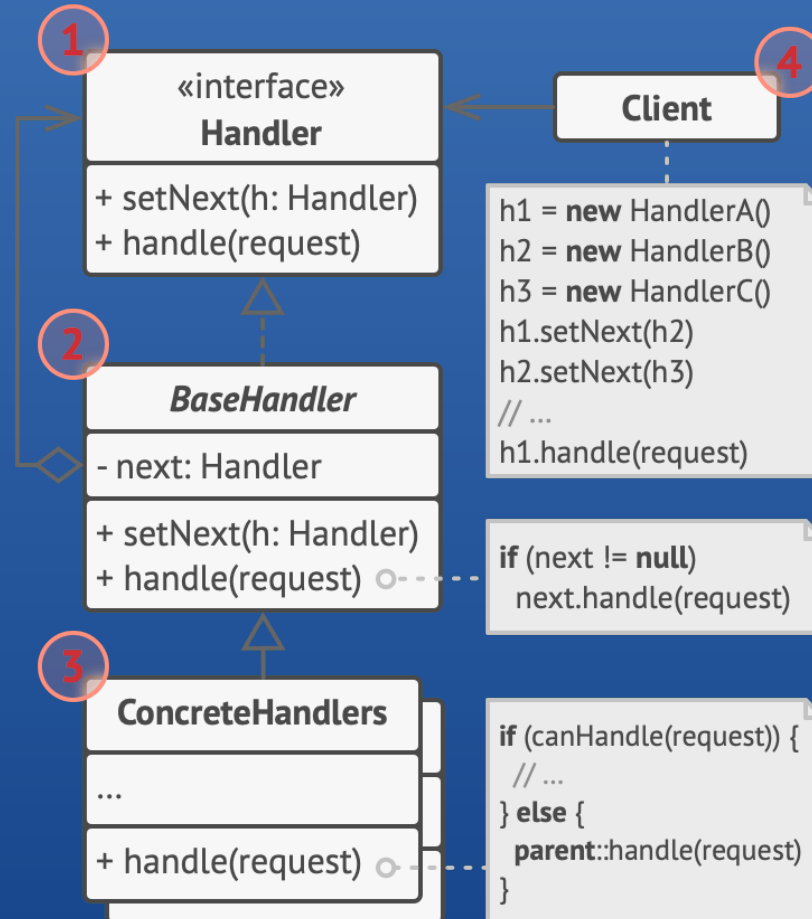 1
«interface»
Handler
+ setNext(h: Handler)
+ handle(request)
4
Client
h1 = new HandlerA()
h2 = new HandlerB()
h3 = new HandlerC()
h1.setNext(h2)
h2.setNext(h3)
// ...
h1.handle(request)
2
BaseHandler
- next: Handler
+ setNext(h: Handler)
+ handle(request)
if (next != null)
next.handle(request)
3
ConcreteHandlers
...
+ handle(request)
if (canHandle(request)) {
// ...
} else {
parent::handle(request)
}